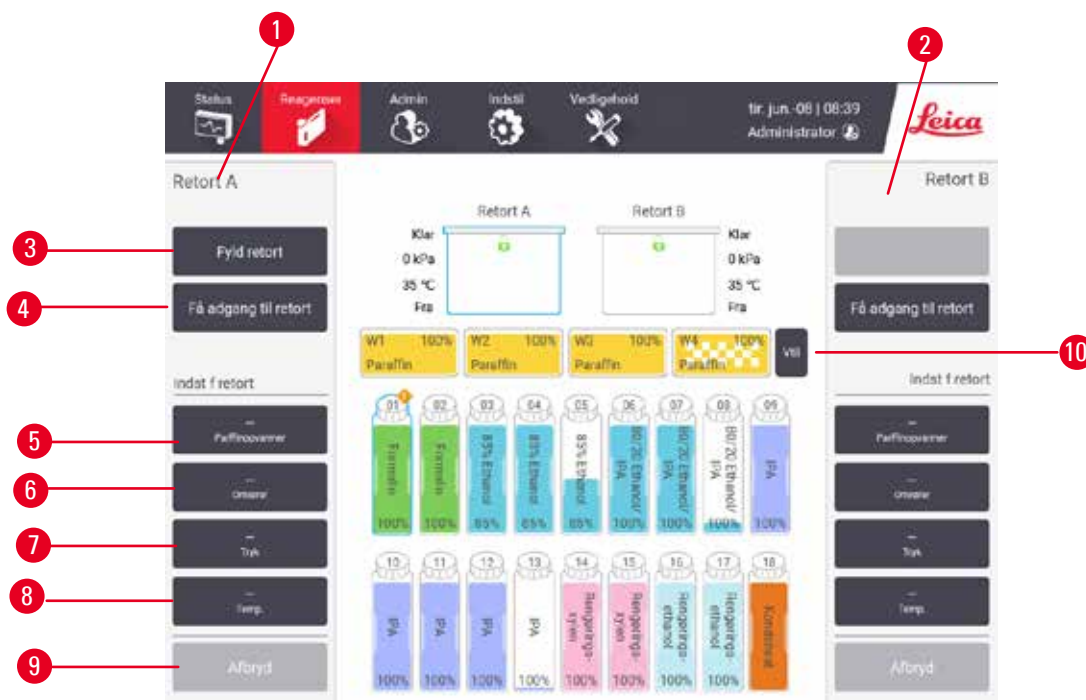 1
2
Status Reagenser Admin Indstil Vedligehold
tir. jun.-08 | 08:39
Administrator
Leica
Retort A
Retort B
3
Fyld retort
4
Få adgang til retort
Retort A
Retort B
Klar
0 kPa
35 °C
Fra
Klar
0 kPa
35 °C
Fra
Få adgang til retort
W1 100% Paraffin
W2 100% Paraffin
W3 100% Paraffin
W4 100% Paraffin
10
Indst f retort
Indst f retort
5
--
6
--
Omrører
7
--
Tryk
8
--
Temp.
9
Afbryd
--
--
Omrører
--
Tryk
--
Temp.
Afbryd
01 Formalin 100%
02 Formalin 100%
03 85% Ethanol 85%
04 85% Ethanol 85%
05 85% Ethanol 85%
06 80/20 Ethanol/ IPA 100%
07 80/20 Ethanol/ IPA 100%
08 80/20 Ethanol/ IPA 100%
09 IPA 100%
10 IPA 100%
11 IPA 100%
12 IPA 100%
13 IPA 100%
14 Rengørings- xylen 100%
15 Rengørings- xylen 100%
16 Rengørings- ethanol 100%
17 Rengørings- ethanol 100%
18 Kondensat